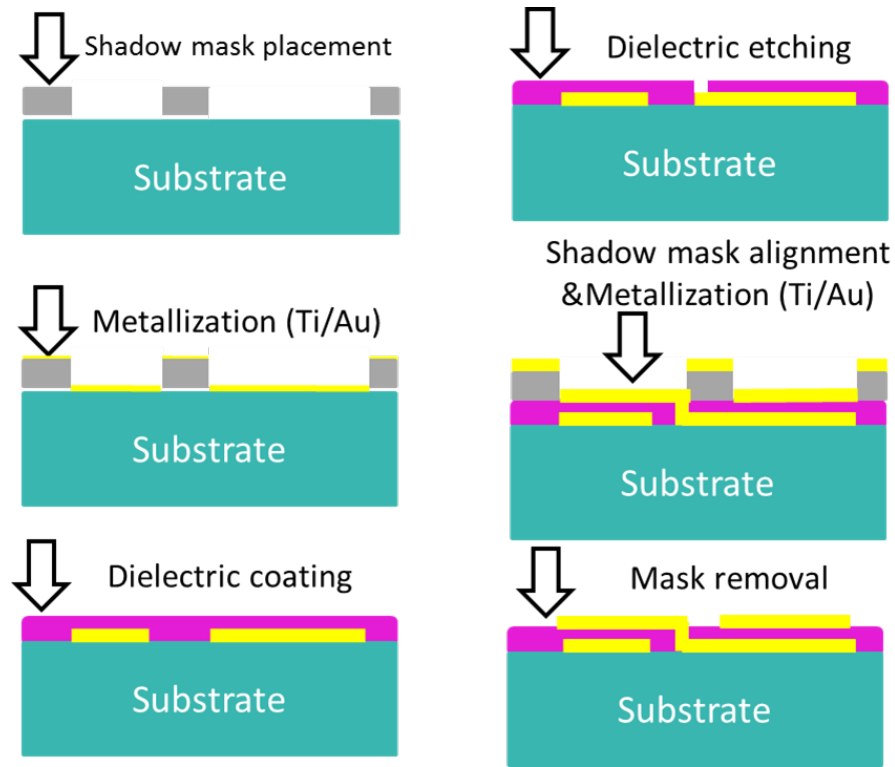 Shadow mask placement
Substrate
Metallization (Ti/Au)
Substrate
Dielectric coating
Substrate
Dielectric etching
Substrate
Shadow mask alignment
&Metallization (Ti/Au)
Substrate
Mask removal
Substrate